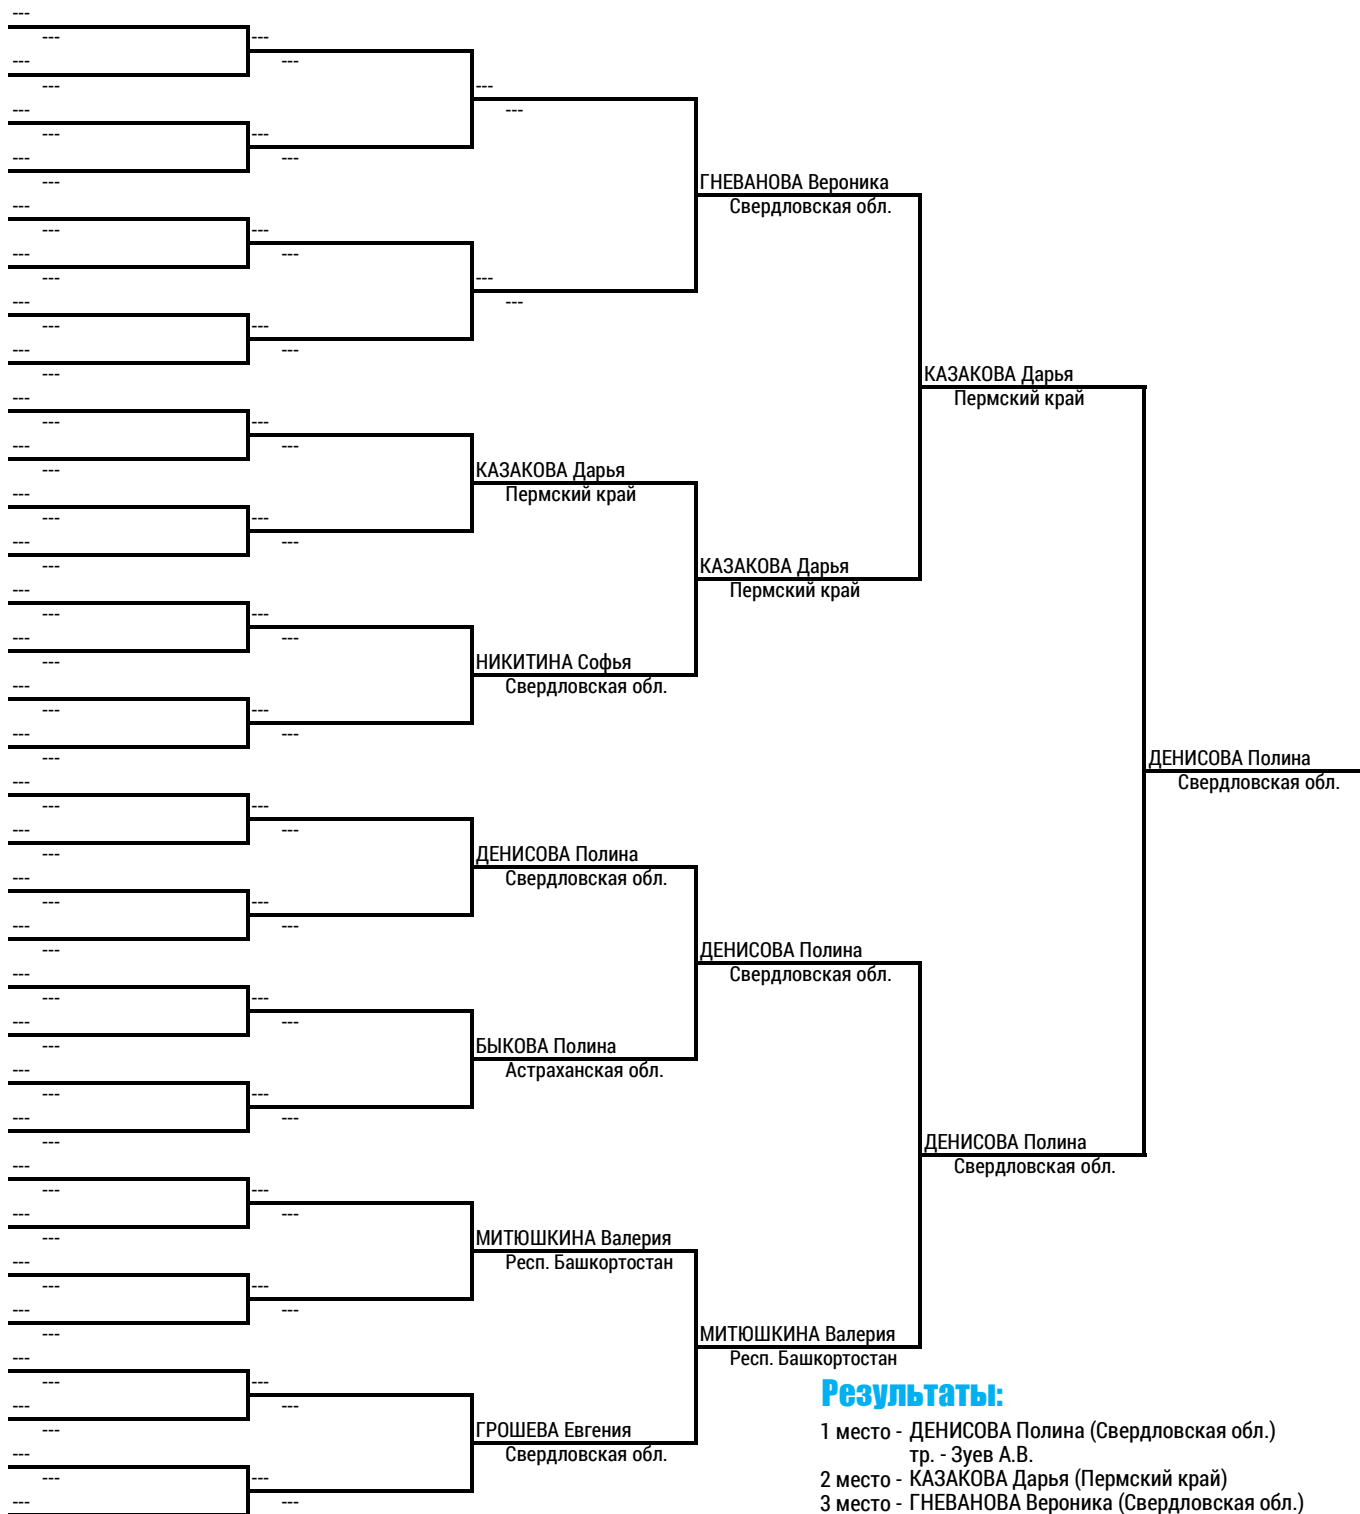 ГНЕВАНОВА Вероника
Свердловская обл.
КАЗАКОВА Дарья
Пермский край
КАЗАКОВА Дарья
Пермский край
КАЗАКОВА Дарья
Пермский край
НИКИТИНА Софья
Свердловская обл.
ДЕНИСОВА Полина
Свердловская обл.
ДЕНИСОВА Полина
Свердловская обл.
ДЕНИСОВА Полина
Свердловская обл.
БЫКОВА Полина
Астраханская обл.
ДЕНИСОВА Полина
Свердловская обл.
МИТЮШКИНА Валерия
Респ. Башкортостан
МИТЮШКИНА Валерия
Респ. Башкортостан
ГРОШЕВА Евгения
Свердловская обл.
Результаты:
1 место - ДЕНИСОВА Полина (Свердловская обл.)
тр. - Зуев А.В.
2 место - КАЗАКОВА Дарья (Пермский край)
3 место - ГНЕВАНОВА Вероника (Свердловская обл.)